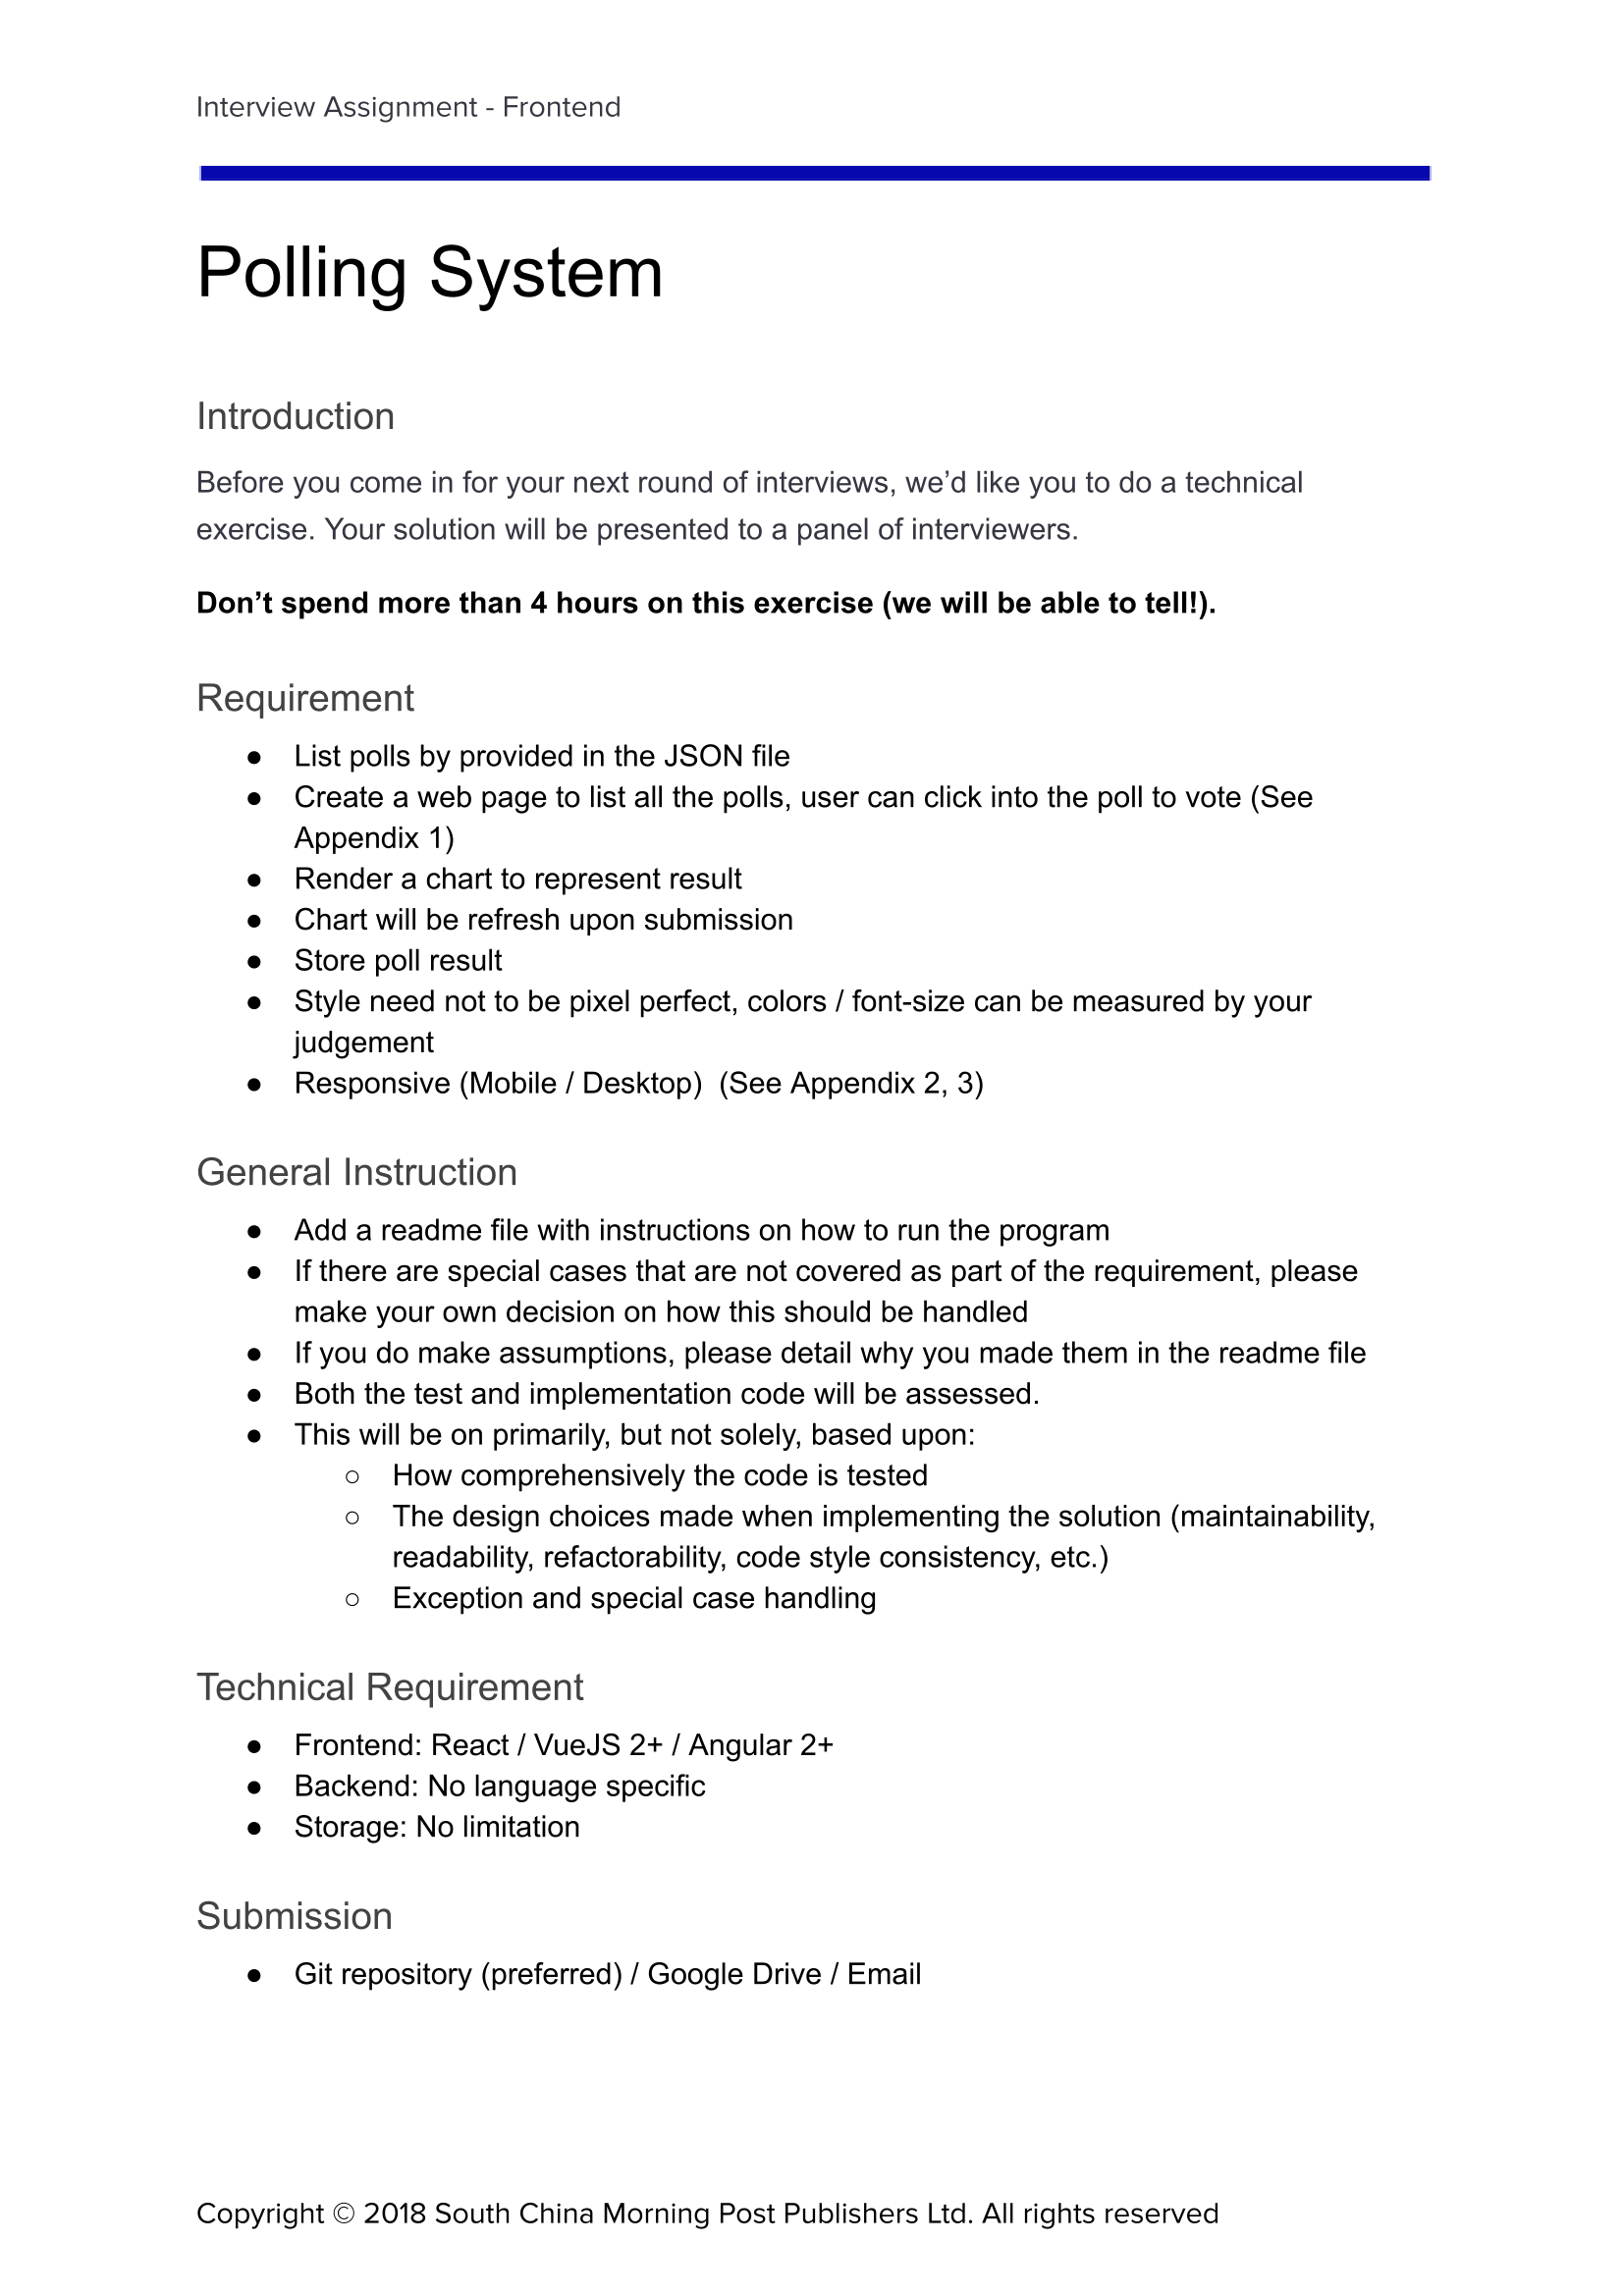 Interview Assignment - Frontend
Polling System
Introduction
Before you come in for your next round of interviews, we’d like you to do a technical
exercise. Your solution will be presented to a panel of interviewers.
Don’t spend more than 4 hours on this exercise (we will be able to tell!).
Requirement
● List polls by provided in the JSON file
● Create a web page to list all the polls, user can click into the poll to vote (See
Appendix 1)
● Render a chart to represent result
● Chart will be refresh upon submission
● Store poll result
● Style need not to be pixel perfect, colors / font-size can be measured by your
judgement
● Responsive (Mobile / Desktop) (See Appendix 2, 3)
General Instruction
● Add a readme file with instructions on how to run the program
● If there are special cases that are not covered as part of the requirement, please
make your own decision on how this should be handled
● If you do make assumptions, please detail why you made them in the readme file
● Both the test and implementation code will be assessed.
● This will be on primarily, but not solely, based upon:
○ How comprehensively the code is tested
○ The design choices made when implementing the solution (maintainability,
readability, refactorability, code style consistency, etc.)
○ Exception and special case handling
Technical Requirement
● Frontend: React / VueJS 2+ / Angular 2+
● Backend: No language specific
● Storage: No limitation
Submission
● Git repository (preferred) / Google Drive / Email
Copyright © 2018 South China Morning Post Publishers Ltd. All rights reserved